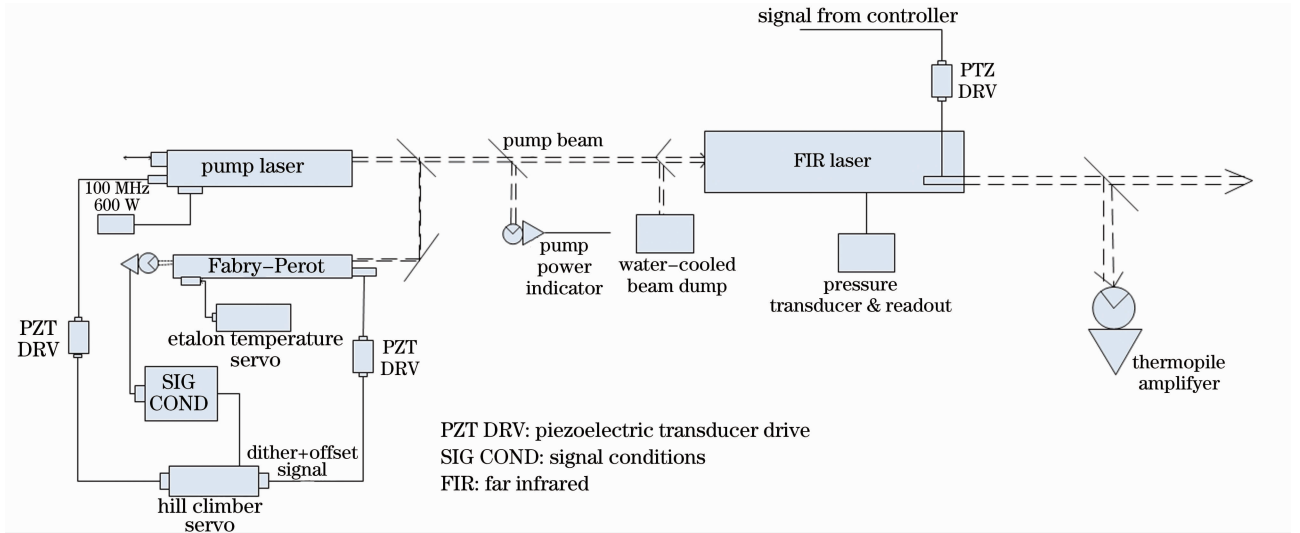 signal from controller
PTZ
DRV
pump beam
pump laser
FIR laser
100 MHz
600 W
Fabry–Perot
pump
power
indicator
water–cooled
beam dump
pressure
transducer & readout
etalon temperature
servo
PZT
DRV
PZT
DRV
thermopile
amplifyer
SIG
COND
dither+offset
signal
hill climber
servo
PZT DRV: piezoelectric transducer drive
SIG COND: signal conditions
FIR: far infrared